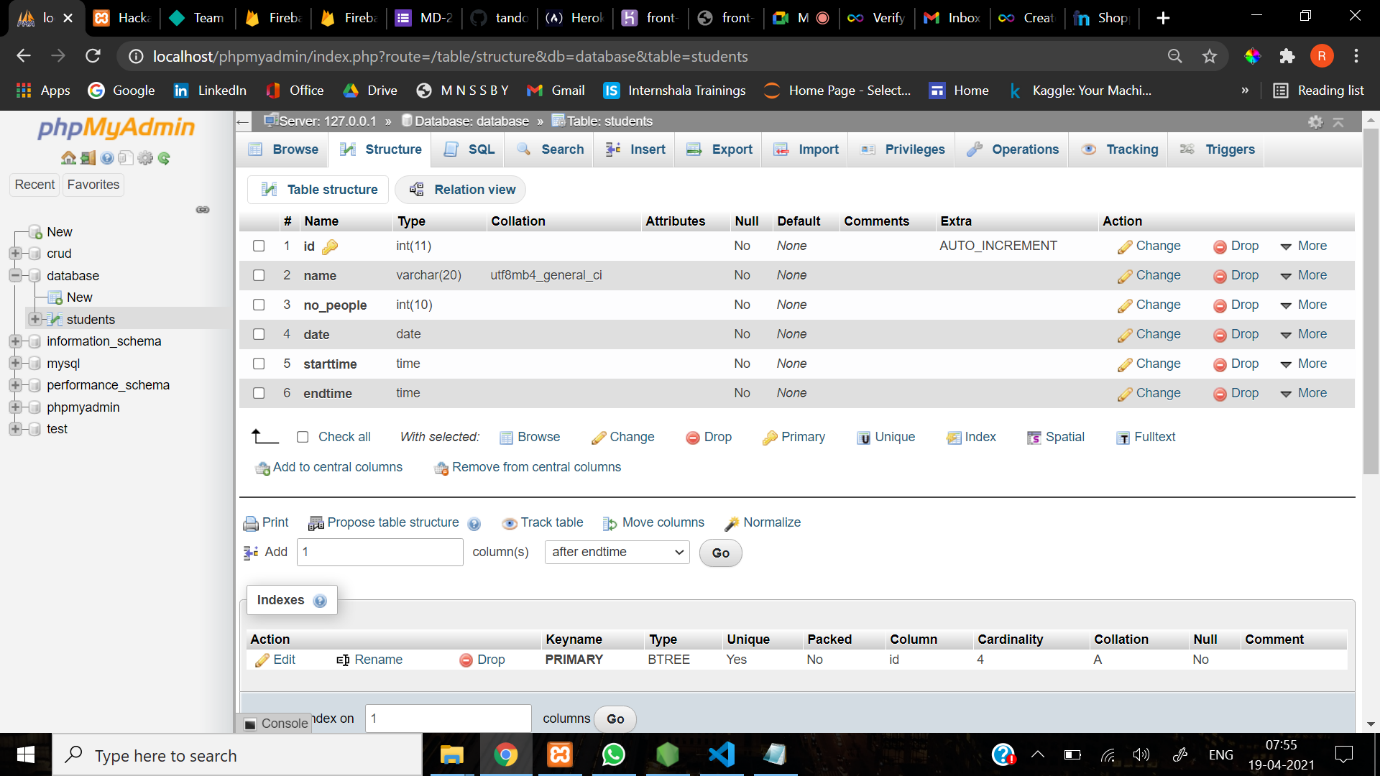 lo
Hacka
Team
Fireba
Fireba
MD-2
tando
Herok
front-
front-
M
Verify
Inbox
Create
Shopp
localhost/phpmyadmin/index.php?route=/table/structure&db=database&table=students
R
Apps
Google
LinkedIn
Office
Drive
M N S S B Y
Gmail
IS Internshala Trainings
Home Page - Select...
Home
Kaggle: Your Machi...
»
Reading list
phpMyAdmin
Recent Favorites
New
crud
database
New
students
information_schema
mysql
performance_schema
phpmyadmin
test
Server: 127.0.0.1 » Database: database » Table: students
Browse Structure SQL Search Insert Export Import Privileges Operations Tracking Triggers
Table structure Relation view
# Name Type Collation Attributes Null Default Comments Extra Action
1 id int(11) No None AUTO_INCREMENT Change Drop More
2 name varchar(20) utf8mb4_general_ci No None Change Drop More
3 no_people int(10) No None Change Drop More
4 date date No None Change Drop More
5 starttime time No None Change Drop More
6 endtime time No None Change Drop More
Check all With selected: Browse Change Drop Primary Unique Index Spatial Fulltext
Add to central columns Remove from central columns
Print Propose table structure Track table Move columns Normalize
Add 1 column(s) after endtime Go
Indexes
Action Keyname Type Unique Packed Column Cardinality Collation Null Comment
Edit Rename Drop PRIMARY BTREE Yes No id 4 A No
Console ndex on 1 columns Go
Type here to search
ENG
07:55
19-04-2021